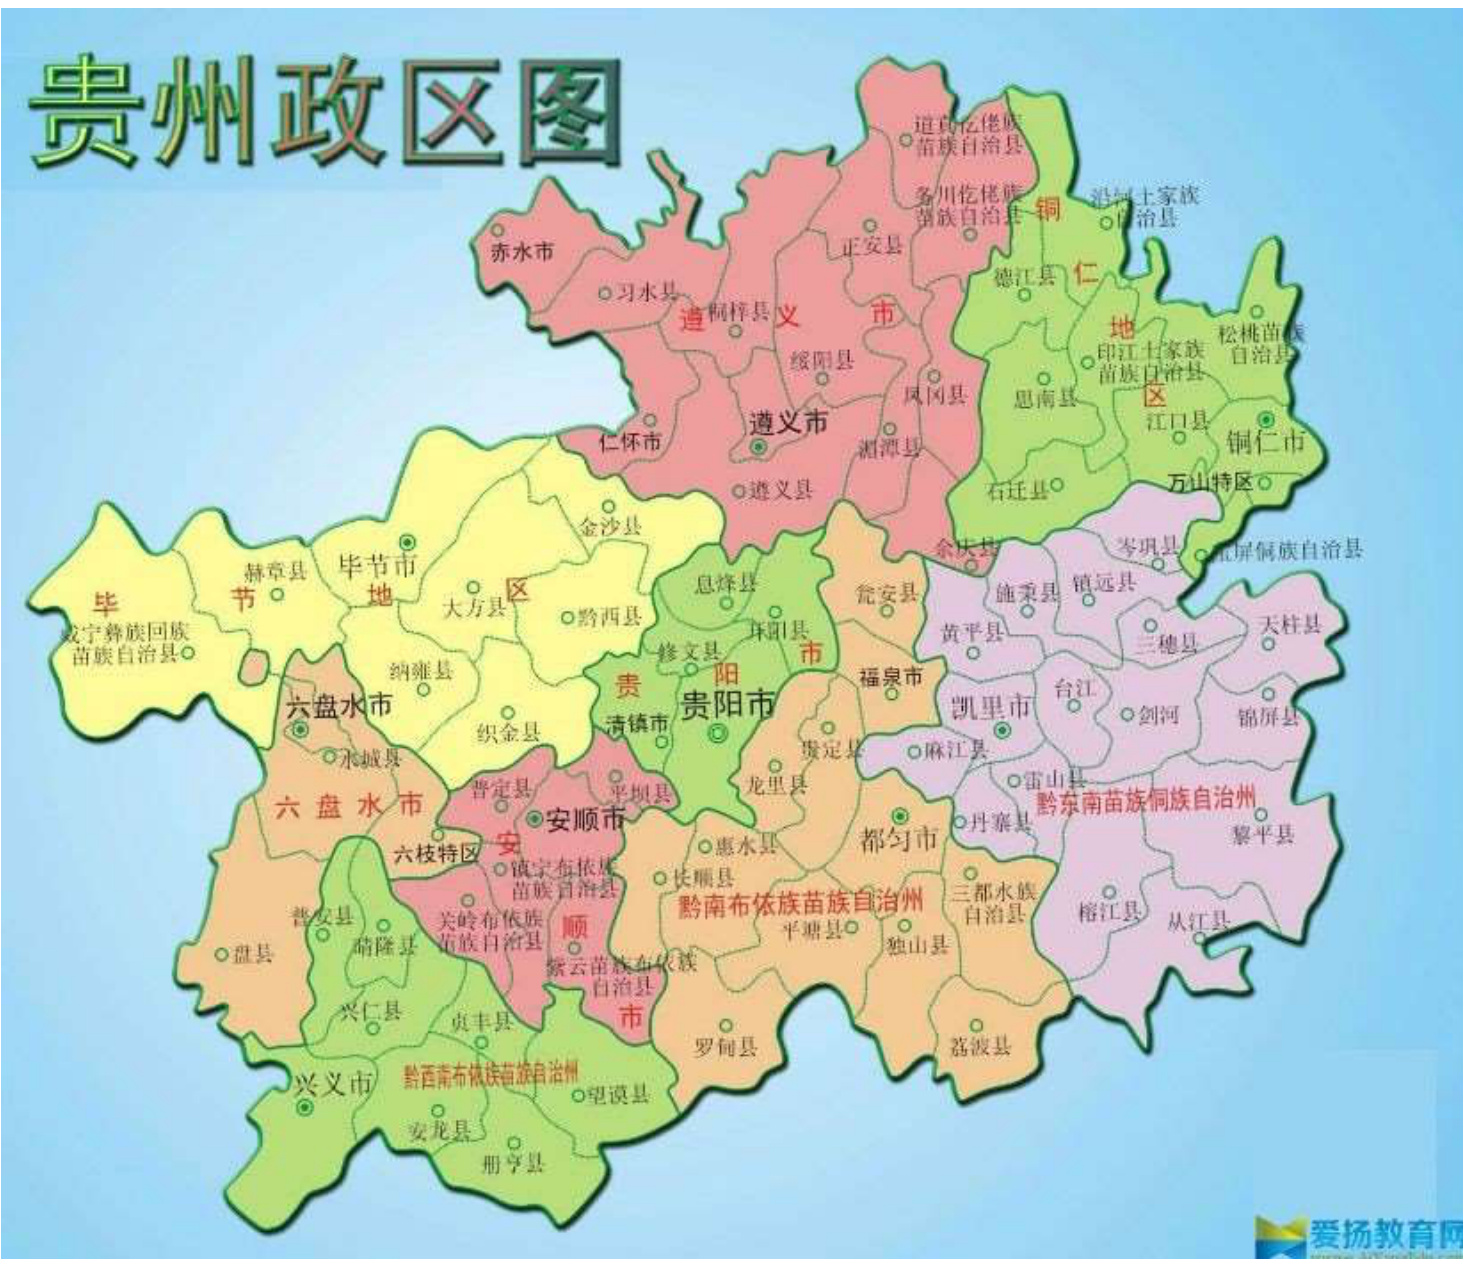 贵州政区图
道真仡佬族
苗族自治县
务川仡佬族
苗族自治县
铜
仁
地
区
沿河土家族
自治县
赤水市
正安县
习水县
德江县
遵
义
市
桐梓县
松桃苗族
自治县
印江土家族
苗族自治县
绥阳县
凤冈县
思南县
江口县
遵义市
仁怀市
湄潭县
铜仁市
遵义县
石迁县
万山特区
金沙县
余庆县
岑巩县
屏侗族自治县
毕
节
地
区
赫章县
毕节市
大方县
黔西县
威宁彝族回族
苗族自治县
纳雍县
织金县
息烽县
开阳县
修文县
贵
阳
市
贵阳市
清镇市
瓮安县
施秉县
镇远县
黄平县
三穗县
天柱县
福泉市
凯里市
台江
剑河
锦屏县
麻江县
贵定县
龙里县
雷山县
丹寨县
黔东南苗族侗族自治州
黎平县
六盘水市
水城县
六盘水市
六枝特区
普定县
平坝县
安顺市
安
顺
市
镇宁布依族
苗族自治县
关岭布依族
苗族自治县
紫云苗族布依族
自治县
惠水县
都匀市
长顺县
黔南布依族苗族自治州
三都水族
自治县
平塘县
独山县
榕江县
从江县
普安县
晴隆县
盘县
兴仁县
贞丰县
罗甸县
荔波县
兴义市
黔西南布依族苗族自治州
望谟县
安龙县
册亨县
爱扬教育网